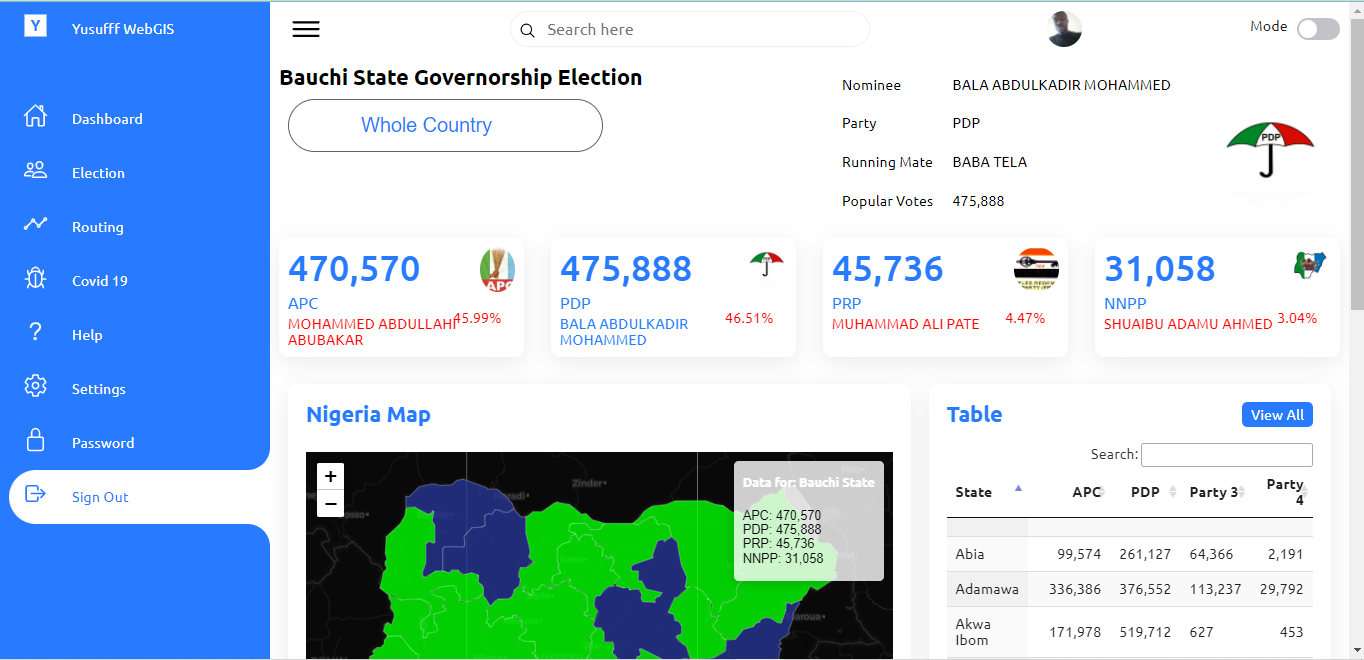 Y
Yusufff WebGIS
Dashboard
Election
Routing
Covid 19
Help
Settings
Password
Sign Out
Search here
Mode
Bauchi State Governorship Election
Whole Country
Nominee BALA ABDULKADIR MOHAMMED
Party PDP
Running Mate BABA TELA
Popular Votes 475,888
PDP
470,570
APC
MOHAMMED ABDULLAHI
ABUBAKAR
45.99%
APC
475,888
PDP
BALA ABDULKADIR
MOHAMMED
46.51%
45,736
PRP
MUHAMMAD ALI PATE
4.47%
31,058
NNPP
SHUAIBU ADAMU AHMED
3.04%
Nigeria Map
+
−
Zinder
Data for: Bauchi State
APC: 470,570
PDP: 475,888
PRP: 45,736
NNPP: 31,058
Table
View All
Search:
State APC PDP Party 3 Party
4
Abia 99,574 261,127 64,366 2,191
Adamawa 336,386 376,552 113,237 29,792
Akwa
Ibom 171,978 519,712 627 453